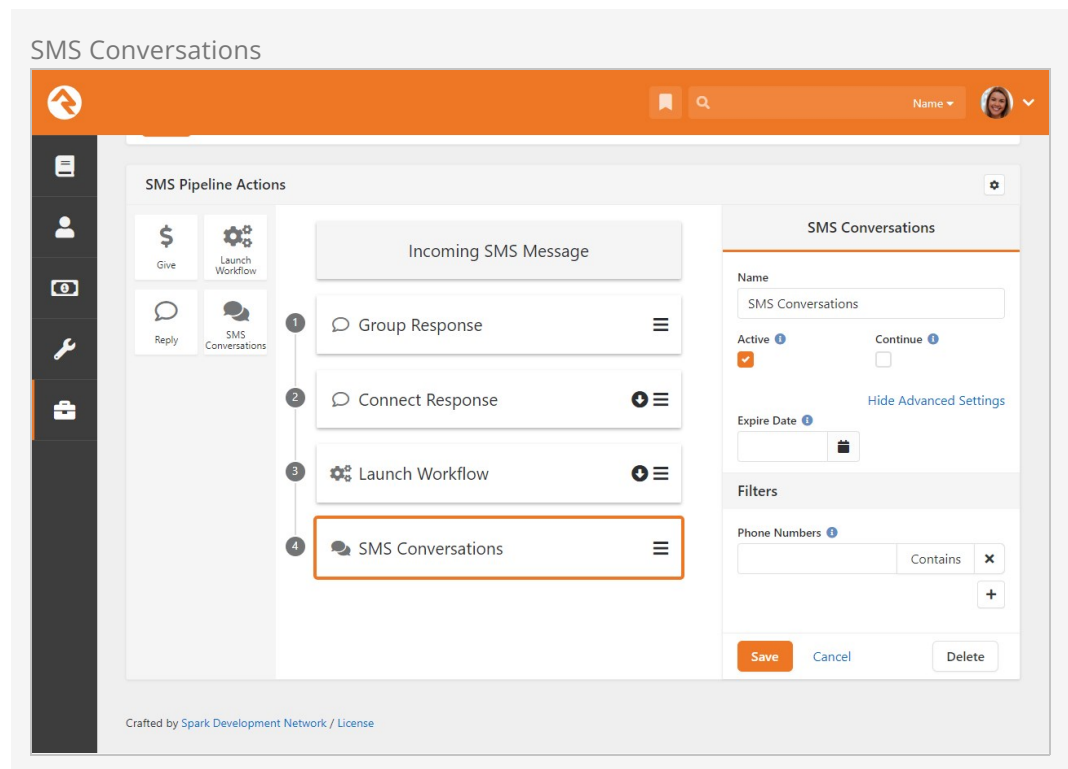 SMS Conversations
Name
SMS Pipeline Actions
Give
Launch
Workflow
Reply
SMS
Conversations
Incoming SMS Message
1
Group Response
2
Connect Response
3
Launch Workflow
4
SMS Conversations
SMS Conversations
Name
SMS Conversations
Active
Continue
Hide Advanced Settings
Expire Date
Filters
Phone Numbers
Contains
Save
Cancel
Delete
Crafted by Spark Development Network / License